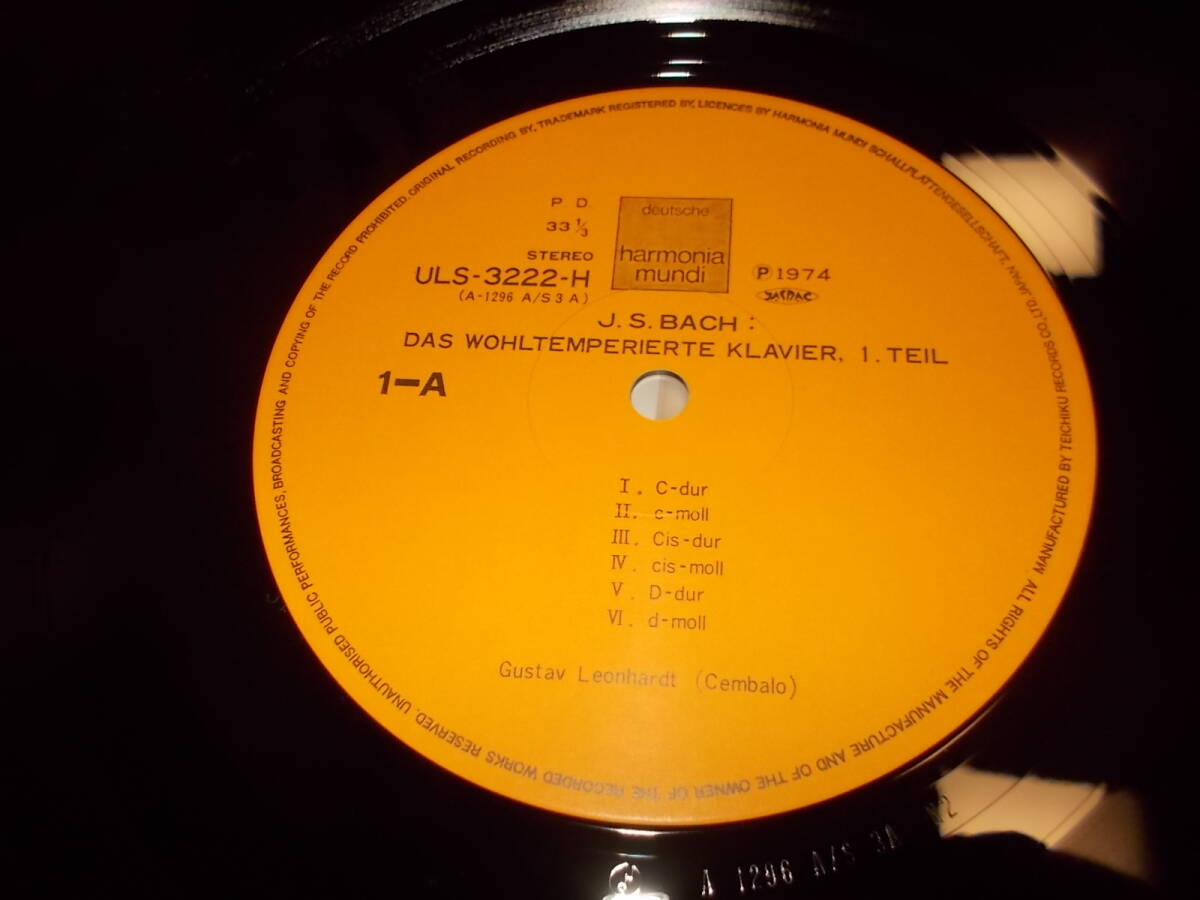 ORIGINAL RECORDING BY, TRADEMARK REGISTERED BY, LICENCES BY HARMONIA MUNDI SCHALLPLATTENGESELLSCHAFT, JAPAN. MANUFACTURED BY TEICHIKU RECORDS CO., LTD. ALL RIGHTS OF THE MANUFACTURE AND OF THE OWNER OF THE RECORDED WORKS RESERVED. UNAUTHORISED PUBLIC PERFORMANCES, BROADCASTING AND COPYING OF THE RECORD PROHIBITED.
P D
33 1/3
STEREO
ULS-3222-H
(A-1296 A/S 3 A)
deutsche
harmonia
mundi
Ⓟ1974
JASRAC
J. S. BACH :
DAS WOHLTEMPERIERTE KLAVIER, 1. TEIL
1-A
I. C-dur
II. c-moll
III. Cis-dur
IV. cis-moll
V. D-dur
VI. d-moll
Gustav Leonhardt (Cembalo)
A 1296 A/S 3A